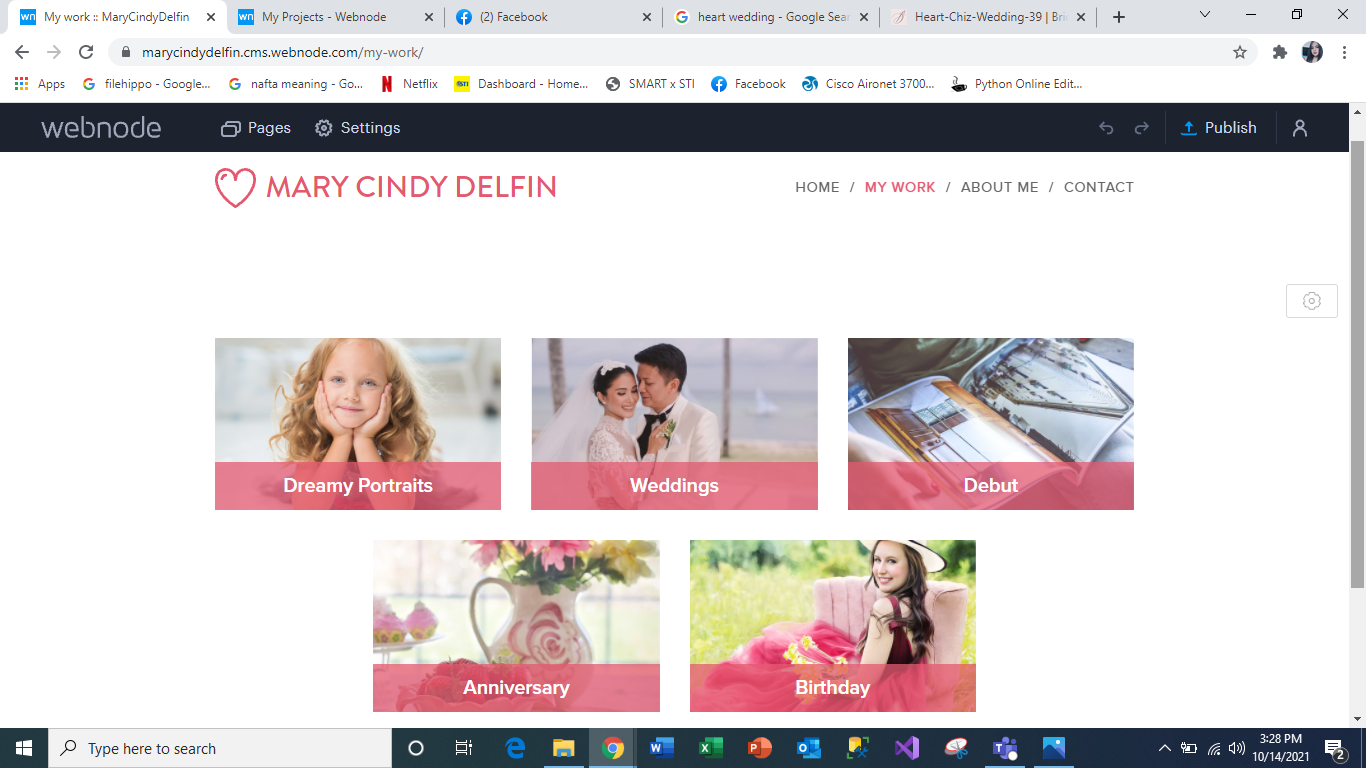 wn My work :: MaryCindyDelfin
wn My Projects - Webnode
(2) Facebook
heart wedding - Google Sear
Heart-Chiz-Wedding-39 | Bri
marycindydelfin.cms.webnode.com/my-work/
Apps
filehippo - Google...
nafta meaning - Go...
Netflix
STI Dashboard - Home...
SMART x STI
Facebook
Cisco Aironet 3700...
Python Online Edit...
webnode
Pages
Settings
Publish
MARY CINDY DELFIN
HOME / MY WORK / ABOUT ME / CONTACT
Dreamy Portraits
Weddings
Debut
Anniversary
Birthday
Type here to search
3:28 PM
10/14/2021
2